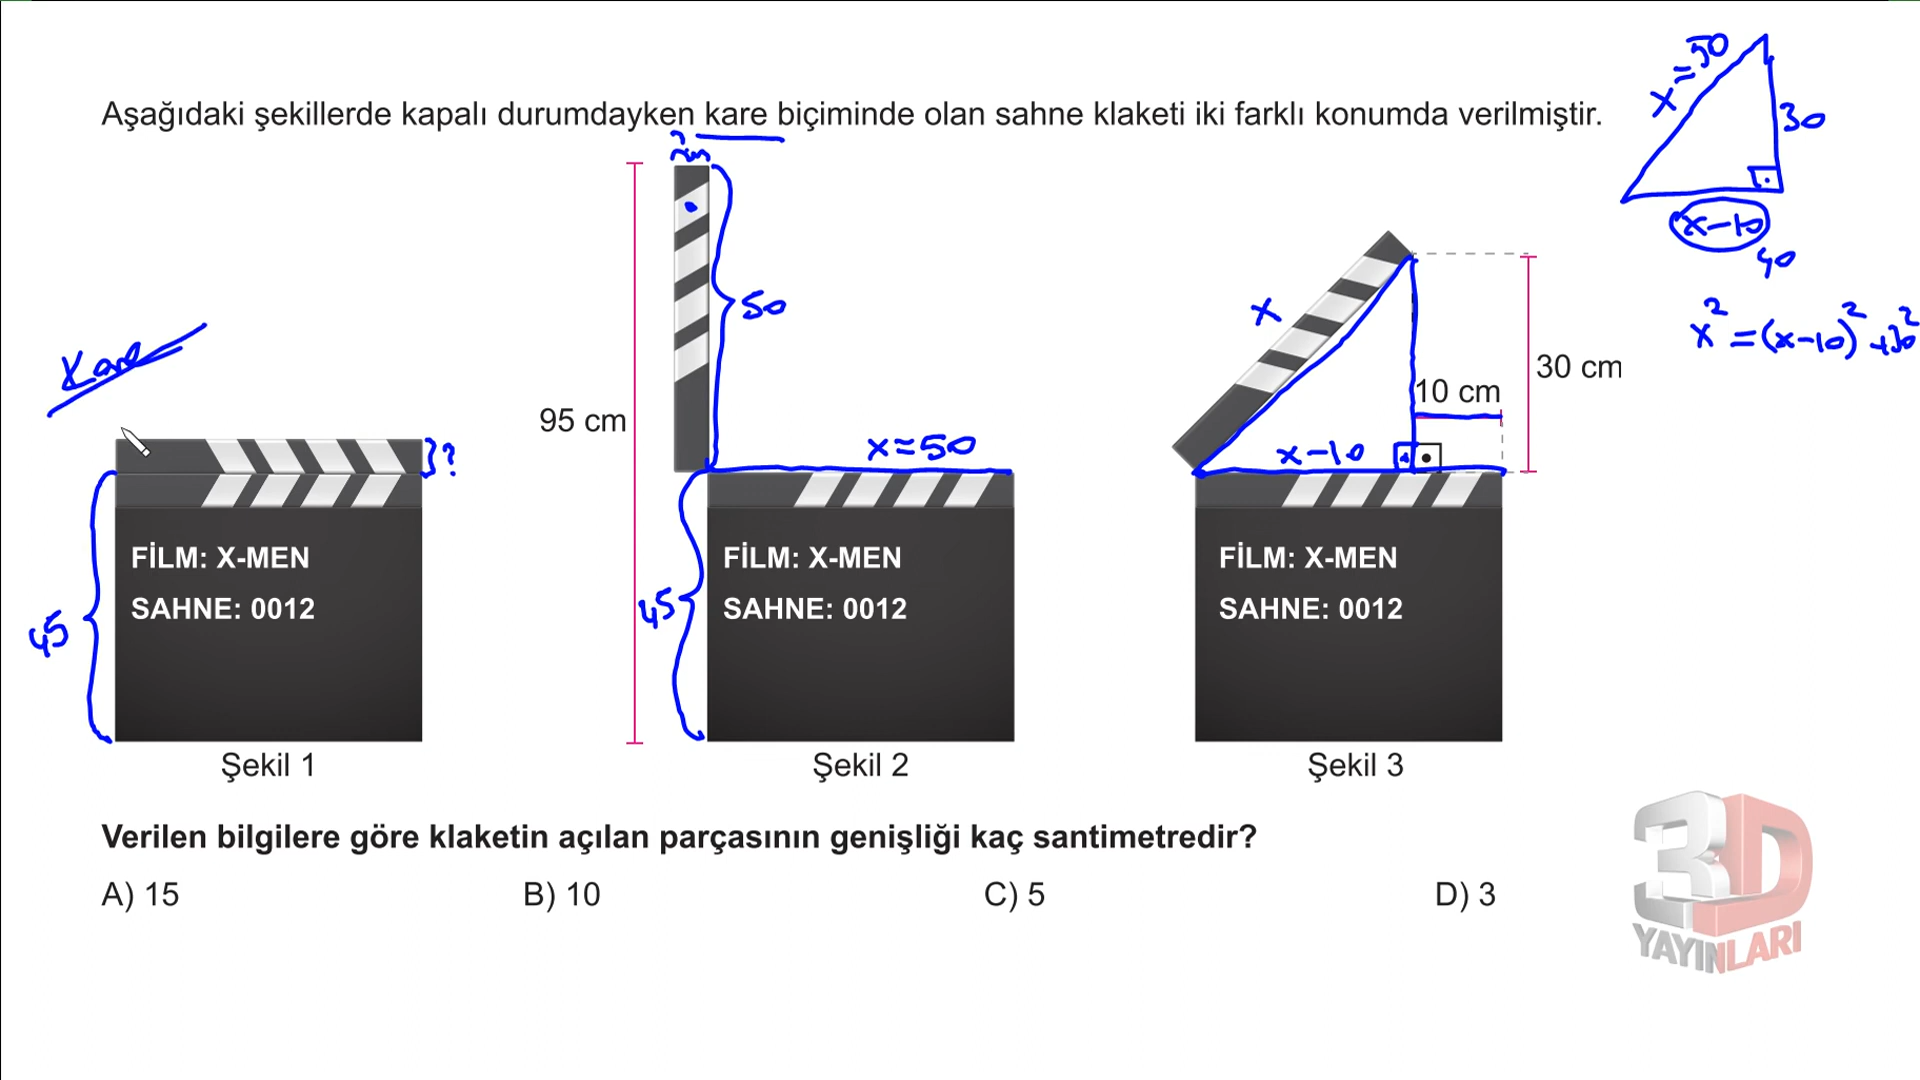 Aşağıdaki şekillerde kapalı durumdayken kare biçiminde olan sahne klaketi iki farklı konumda verilmiştir.
x=50
30
x-10
40
x²=(x-10)²+30²
Kare
95 cm
50
x=50
x
30 cm
10 cm
x-10
?
?
45
45
FİLM: X-MEN
SAHNE: 0012
FİLM: X-MEN
SAHNE: 0012
FİLM: X-MEN
SAHNE: 0012
Şekil 1
Şekil 2
Şekil 3
Verilen bilgilere göre klaketin açılan parçasının genişliği kaç santimetredir?
A) 15
B) 10
C) 5
D) 3
3D
YAYINLARI